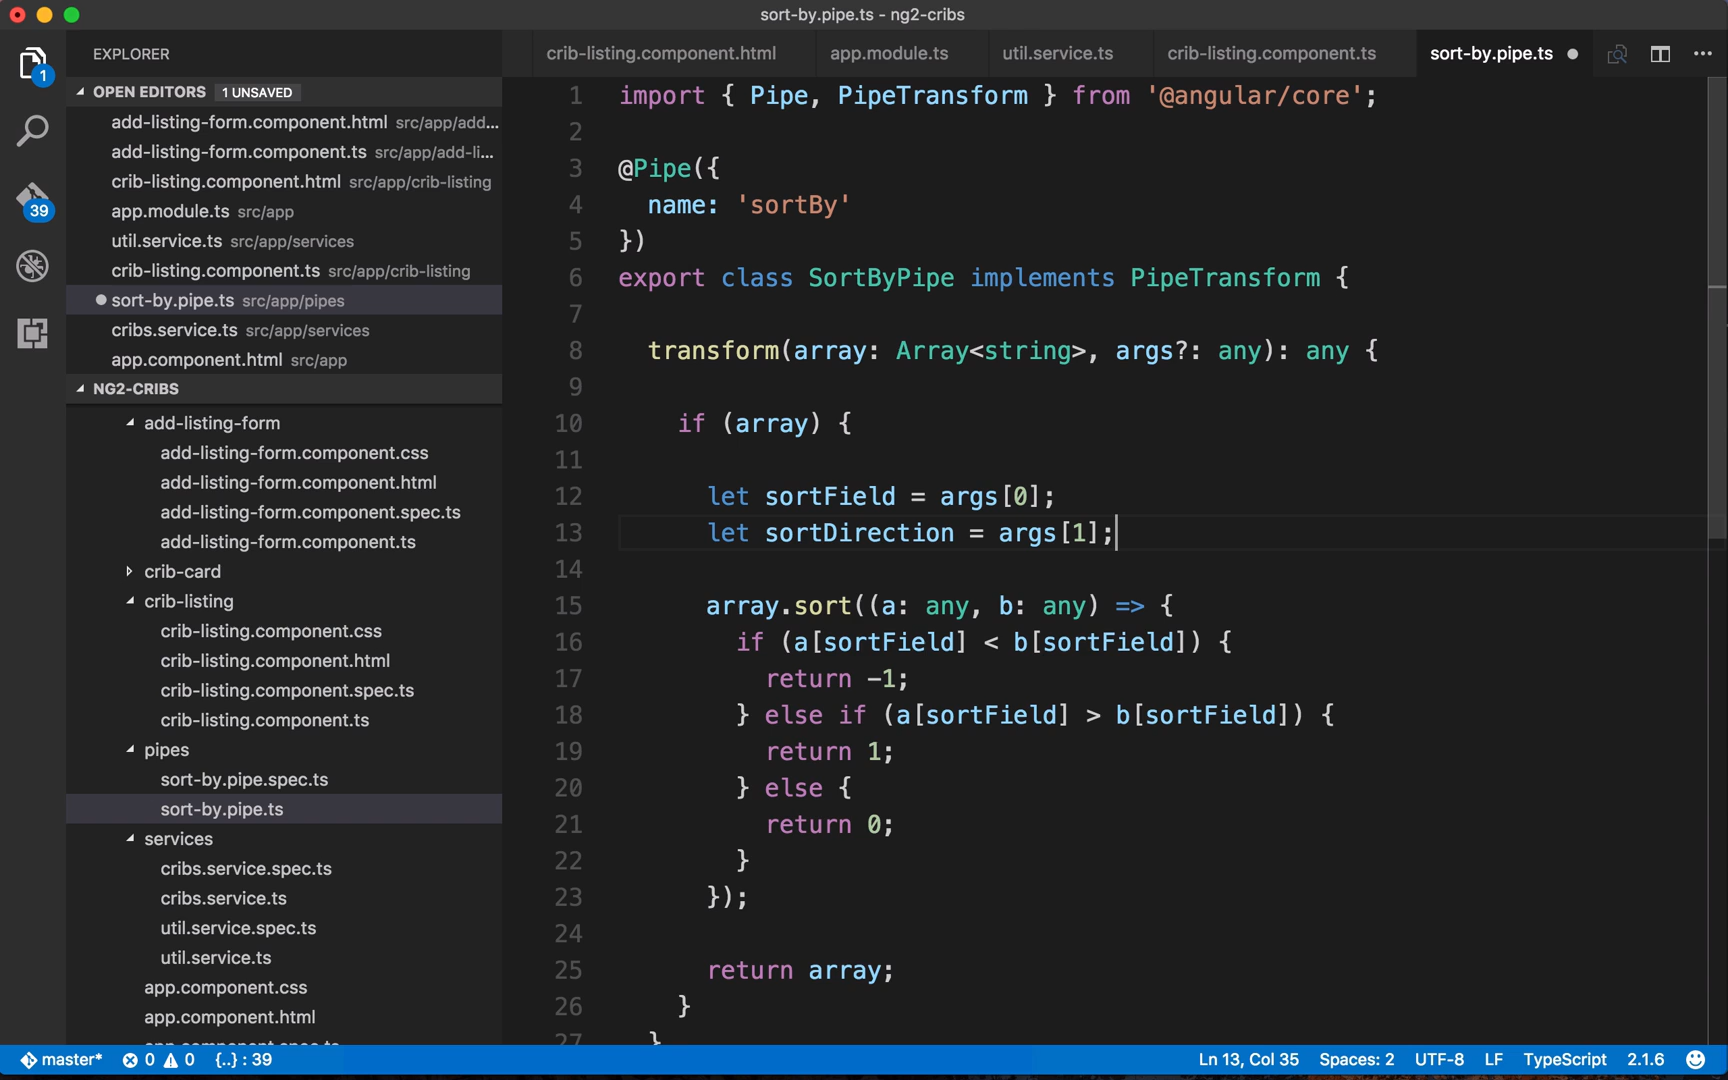 sort-by.pipe.ts - ng2-cribs
EXPLORER
crib-listing.component.html
app.module.ts
util.service.ts
crib-listing.component.ts
sort-by.pipe.ts
1
OPEN EDITORS 1 UNSAVED
add-listing-form.component.html src/app/add...
add-listing-form.component.ts src/app/add-li...
crib-listing.component.html src/app/crib-listing
app.module.ts src/app
39
util.service.ts src/app/services
crib-listing.component.ts src/app/crib-listing
sort-by.pipe.ts src/app/pipes
cribs.service.ts src/app/services
app.component.html src/app
NG2-CRIBS
add-listing-form
add-listing-form.component.css
add-listing-form.component.html
add-listing-form.component.spec.ts
add-listing-form.component.ts
crib-card
crib-listing
crib-listing.component.css
crib-listing.component.html
crib-listing.component.spec.ts
crib-listing.component.ts
pipes
sort-by.pipe.spec.ts
sort-by.pipe.ts
services
cribs.service.spec.ts
cribs.service.ts
util.service.spec.ts
util.service.ts
app.component.css
app.component.html
1 import { Pipe, PipeTransform } from '@angular/core';
2
3 @Pipe({
4 name: 'sortBy'
5 })
6 export class SortByPipe implements PipeTransform {
7
8 transform(array: Array<string>, args?: any): any {
9
10 if (array) {
11
12 let sortField = args[0];
13 let sortDirection = args[1];
14
15 array.sort((a: any, b: any) => {
16 if (a[sortField] < b[sortField]) {
17 return -1;
18 } else if (a[sortField] > b[sortField]) {
19 return 1;
20 } else {
21 return 0;
22 }
23 });
24
25 return array;
26 }
27 }
master* 0 0 {..} : 39
Ln 13, Col 35 Spaces: 2 UTF-8 LF TypeScript 2.1.6